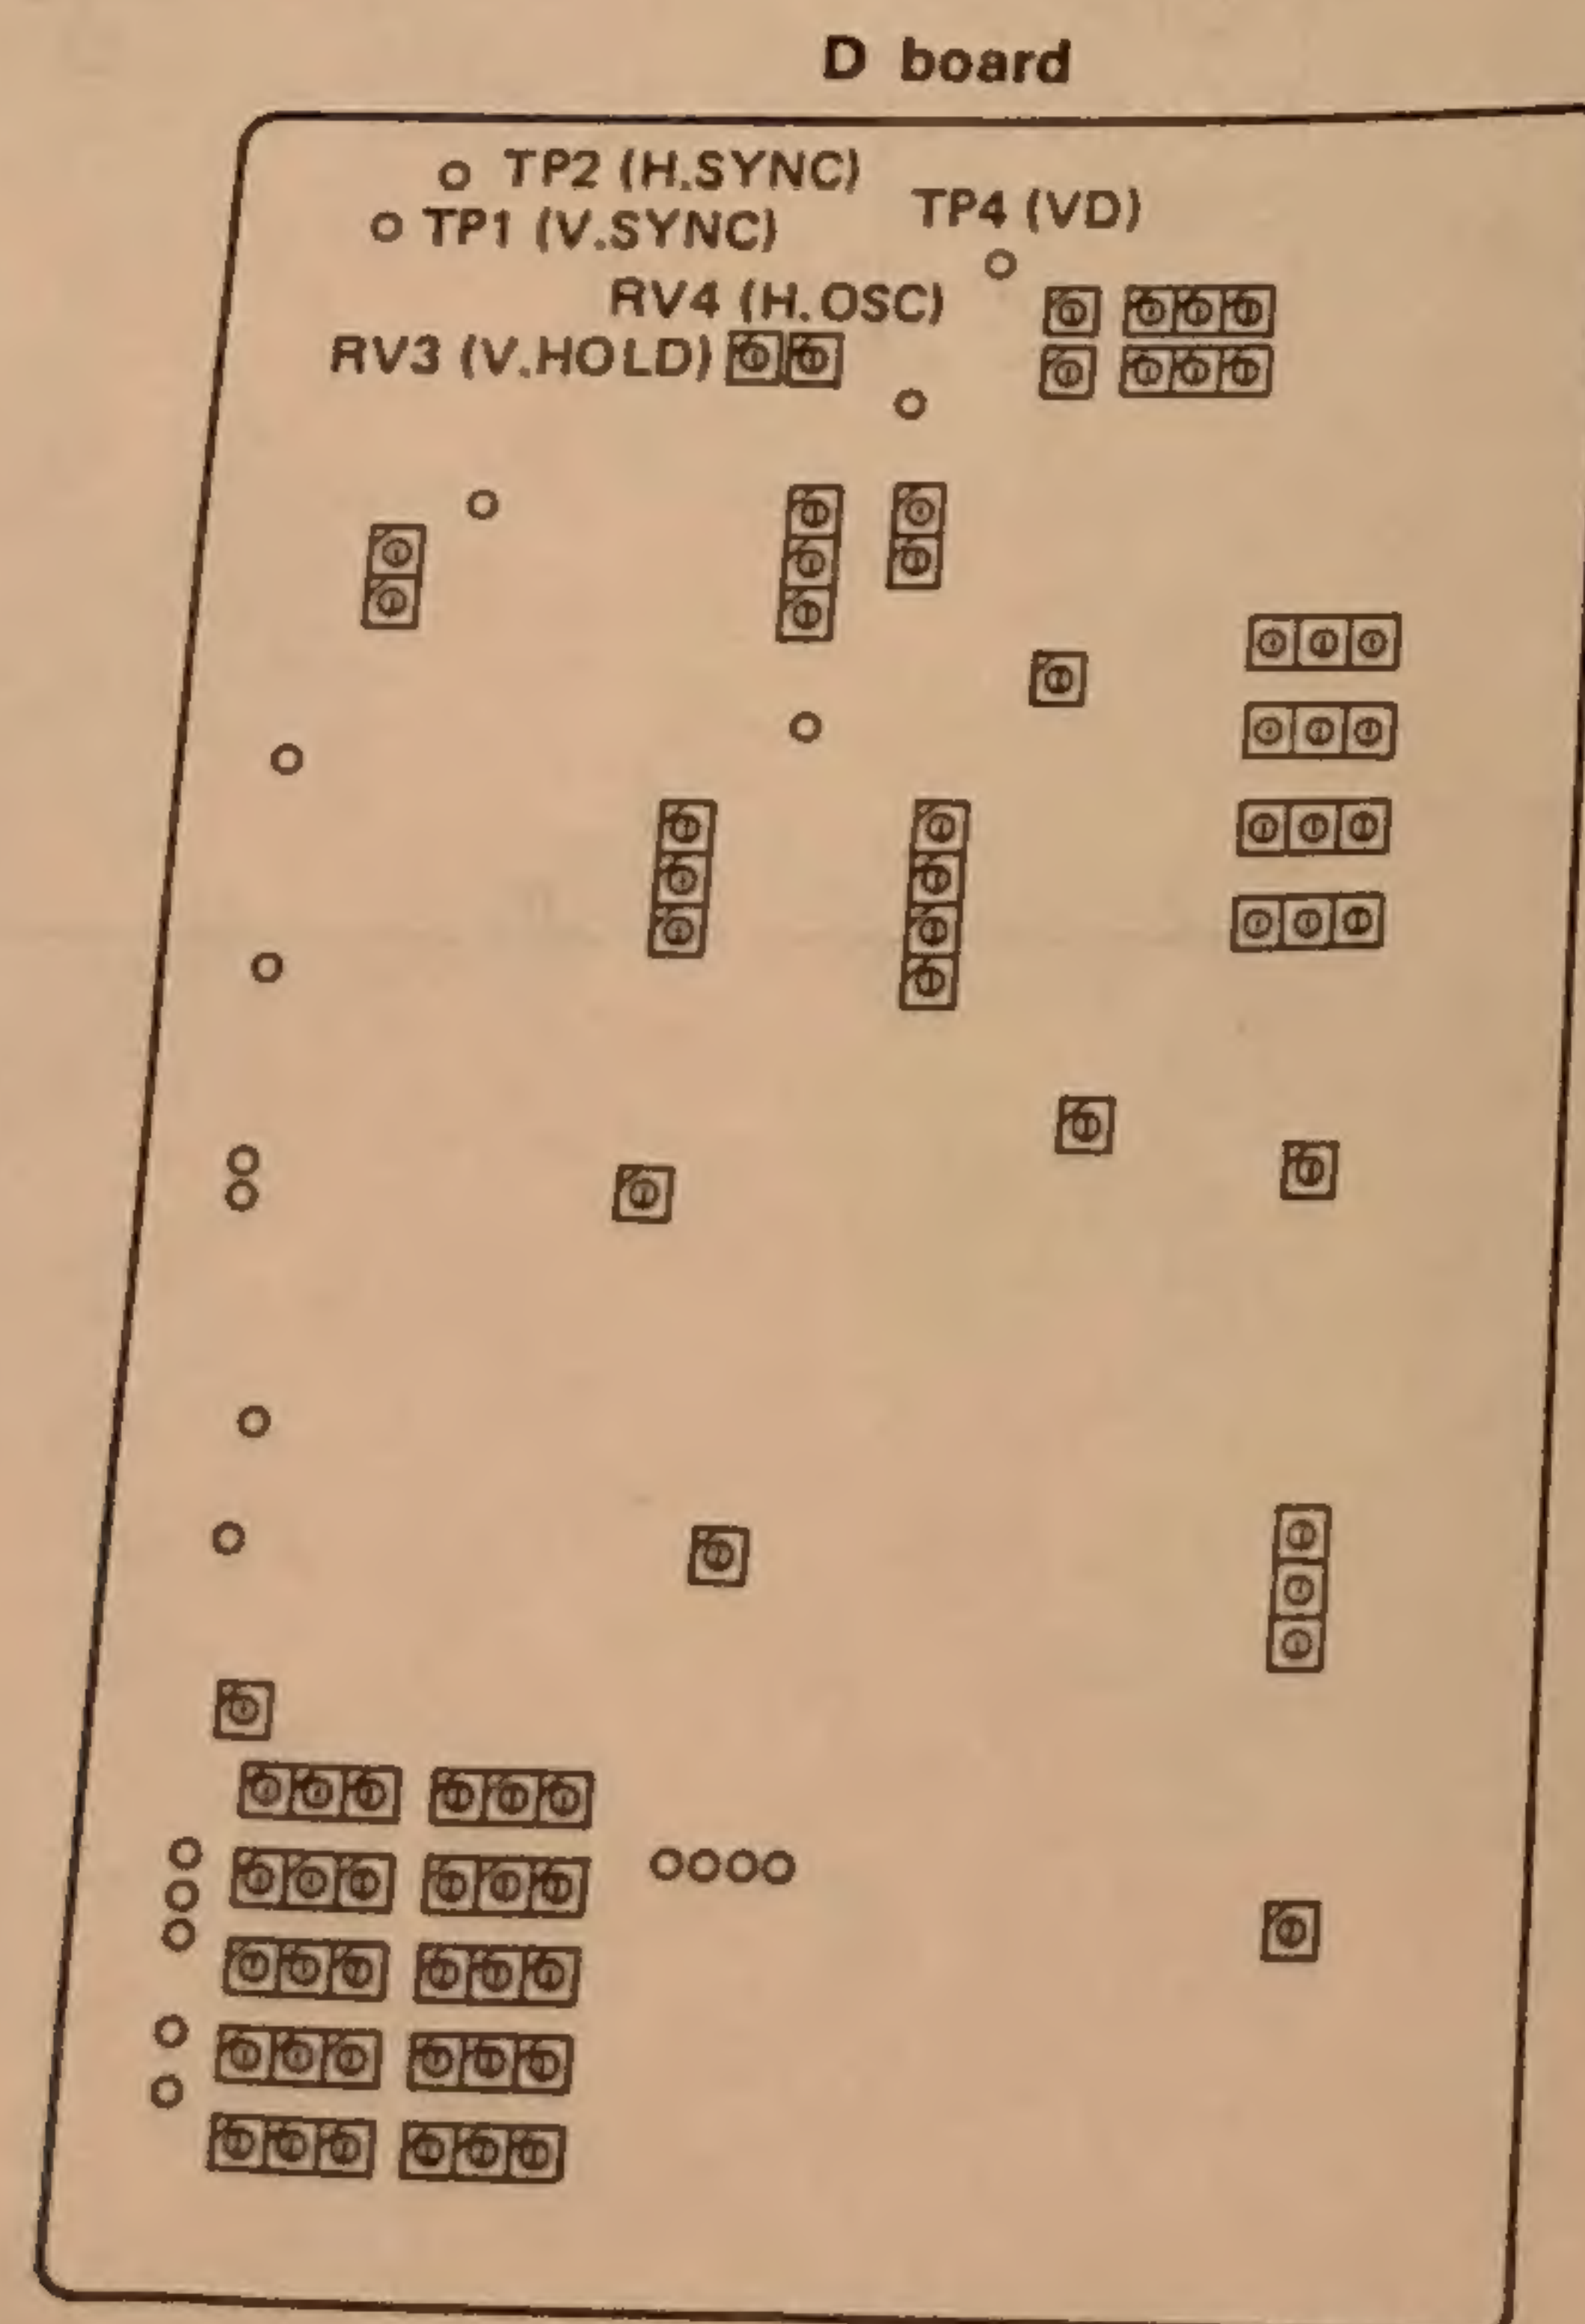 D board
TP2 (H.SYNC)
TP4 (VD)
TP1 (V.SYNC)
RV4 (H.OSC)
RV3 (V.HOLD)